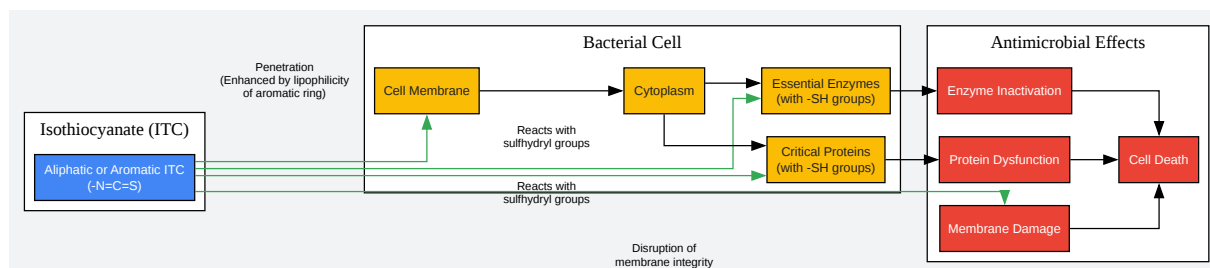 Bacterial Cell
Antimicrobial Effects
Penetration
(Enhanced by lipophilicity
of aromatic ring)
Cell Membrane
Cytoplasm
Essential Enzymes
(with -SH groups)
Enzyme Inactivation
Isothiocyanate (ITC)
Reacts with
sulfhydryl groups
Aliphatic or Aromatic ITC
(-N=C=S)
Critical Proteins
(with -SH groups)
Protein Dysfunction
Cell Death
Reacts with
sulfhydryl groups
Membrane Damage
Disruption of
membrane integrity